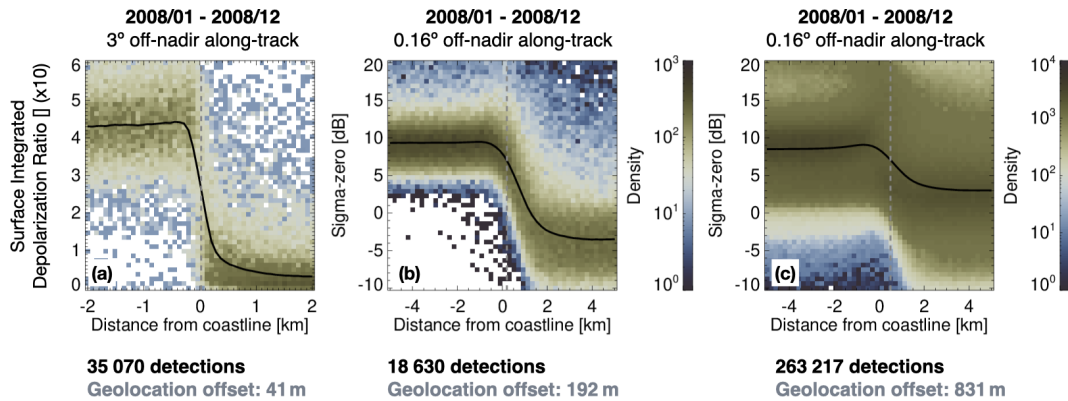 2008/01 - 2008/12
3º off-nadir along-track
Surface Integrated
Depolarization Ratio [] (x10)
6
5
4
3
2
1
0
(a)
-2 -1 0 1 2
Distance from coastline [km]
35 070 detections
Geolocation offset: 41 m
2008/01 - 2008/12
0.16º off-nadir along-track
Sigma-zero [dB]
20
15
10
5
0
-5
-10
(b)
-4 -2 0 2 4
Distance from coastline [km]
Density
10³
10²
10¹
10⁰
18 630 detections
Geolocation offset: 192 m
2008/01 - 2008/12
0.16º off-nadir along-track
Sigma-zero [dB]
20
15
10
5
0
-5
-10
(c)
-4 -2 0 2 4
Distance from coastline [km]
Density
10⁴
10³
10²
10¹
10⁰
263 217 detections
Geolocation offset: 831 m